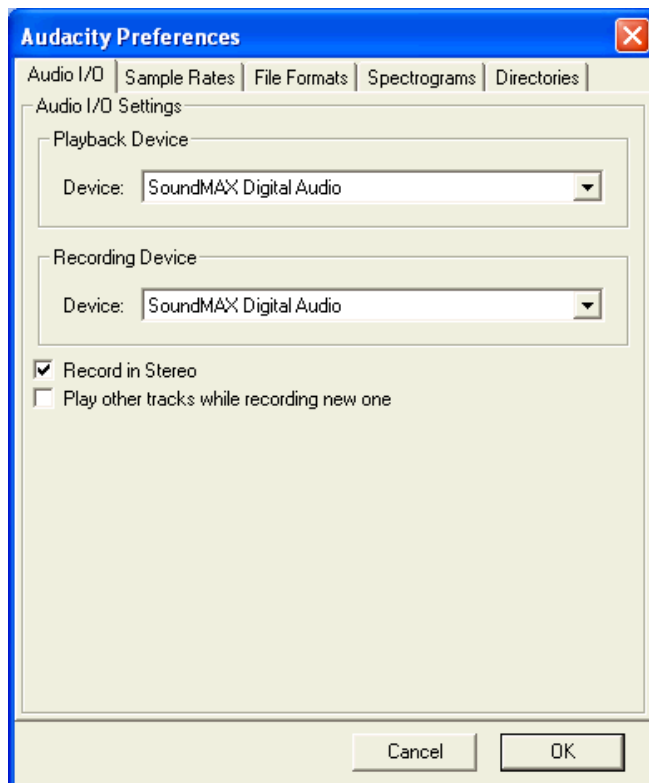 Audacity Preferences
Audio I/O Sample Rates File Formats Spectrograms Directories
Audio I/O Settings
Playback Device
Device: SoundMAX Digital Audio
Recording Device
Device: SoundMAX Digital Audio
Record in Stereo
Play other tracks while recording new one
Cancel OK